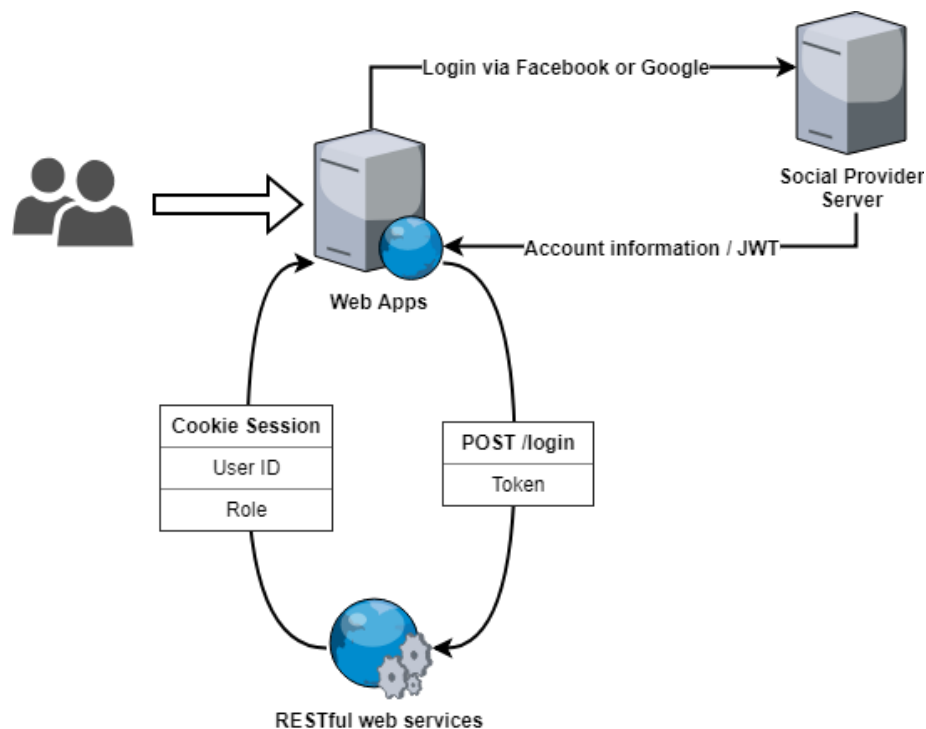 Login via Facebook or Google
Social Provider
Server
Account information / JWT
Web Apps
Cookie Session
User ID
Role
POST /login
Token
RESTful web services